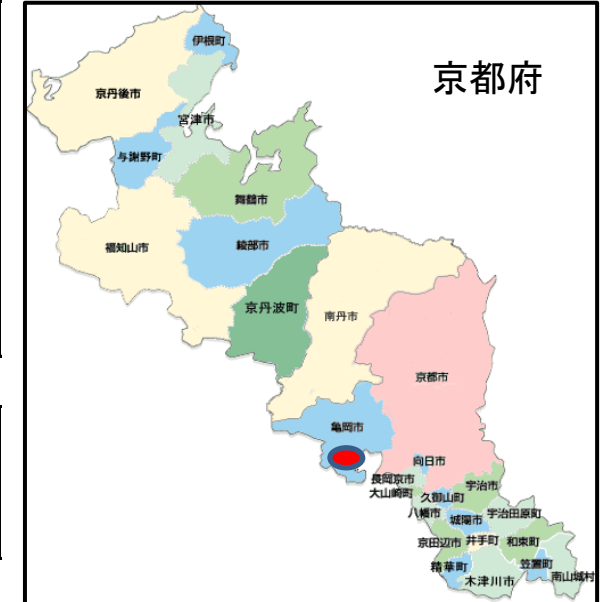 京都府
伊根町
京丹後市
宮津市
与謝野町
舞鶴市
福知山市
綾部市
京丹波町
南丹市
京都市
亀岡市
向日市
長岡京市
大山崎町
宇治市
久御山町
八幡市
城陽市
宇治田原町
京田辺市
井手町
和束町
精華町
笠置町
木津川市
南山城村